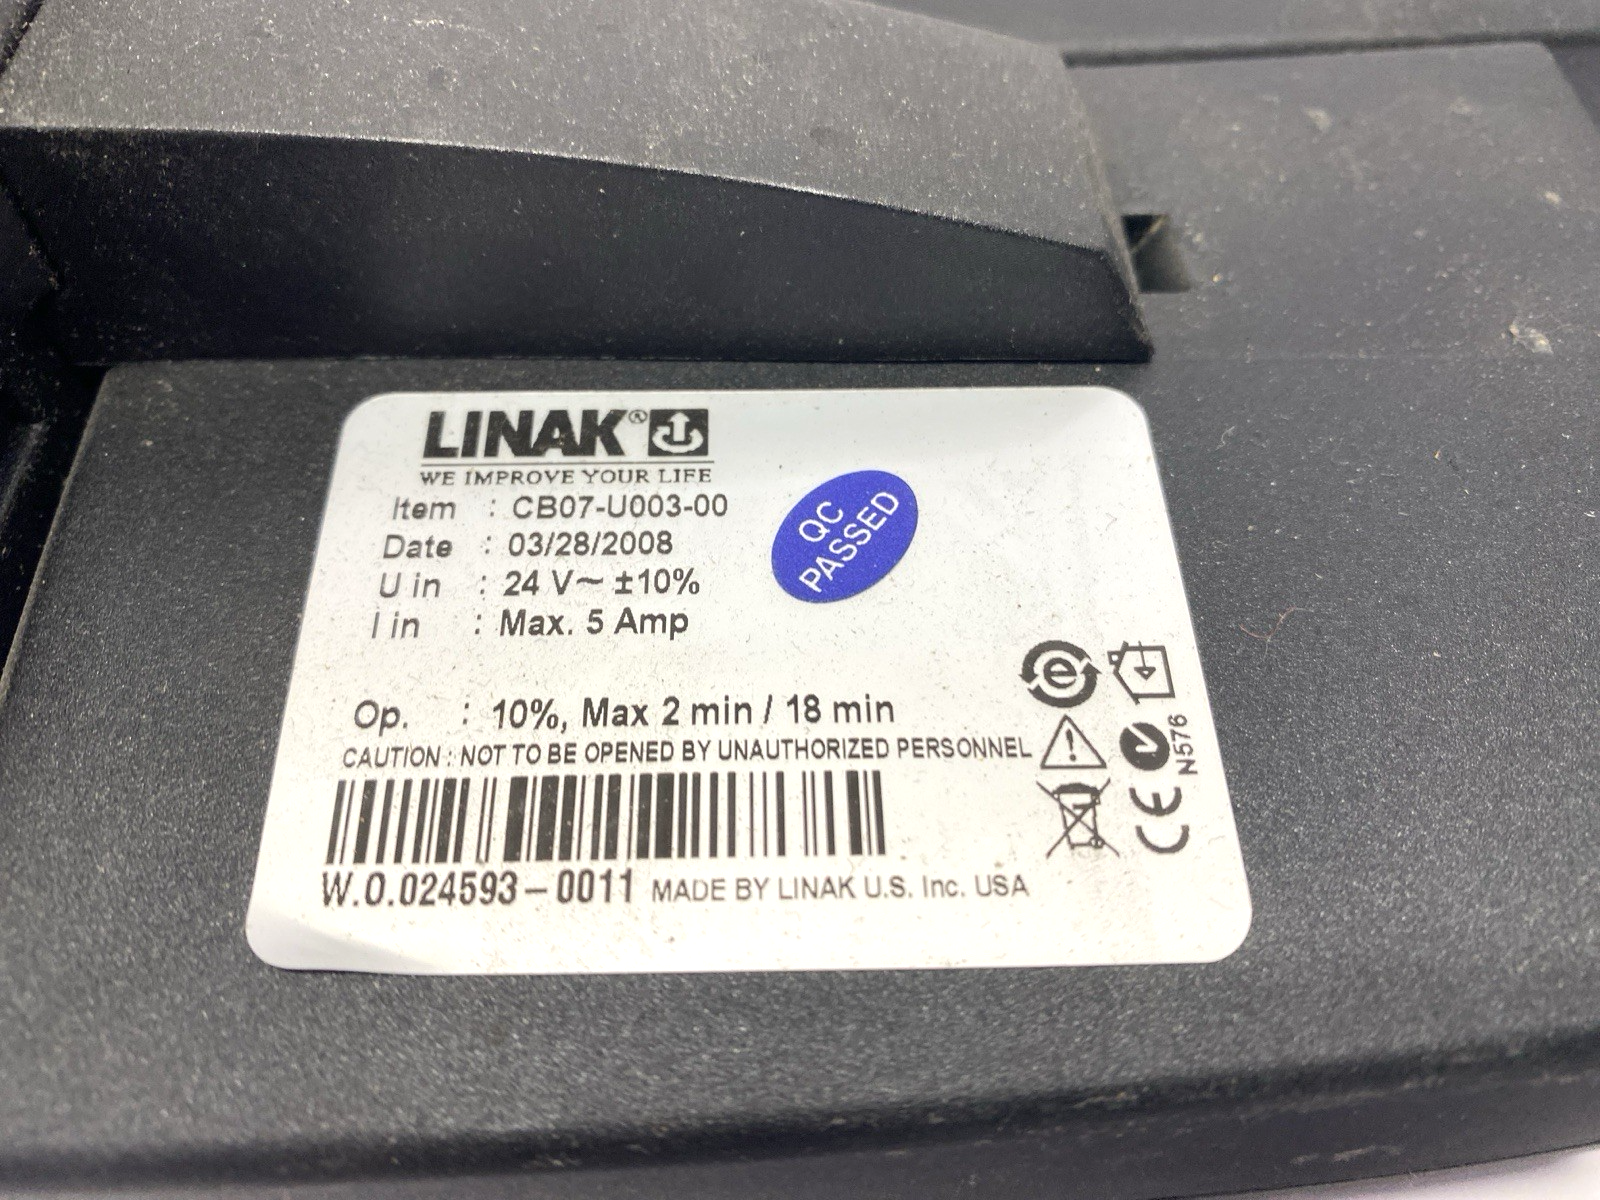 LINAK®
WE IMPROVE YOUR LIFE
Item : CB07-U003-00
Date : 03/28/2008
U in : 24 V~ ±10%
I in : Max. 5 Amp
QC
PASSED
Op. : 10%, Max 2 min / 18 min
CAUTION : NOT TO BE OPENED BY UNAUTHORIZED PERSONNEL
e
N576
CE
W.O.024593-0011 MADE BY LINAK U.S. Inc. USA